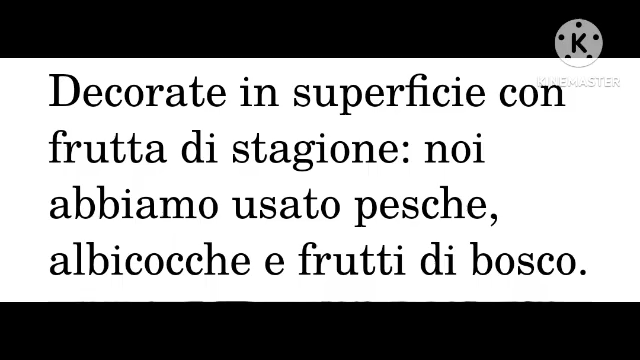 K
KINEMASTER
Decorate in superficie con
frutta di stagione: noi
abbiamo usato pesche,
albicocche e frutti di bosco.